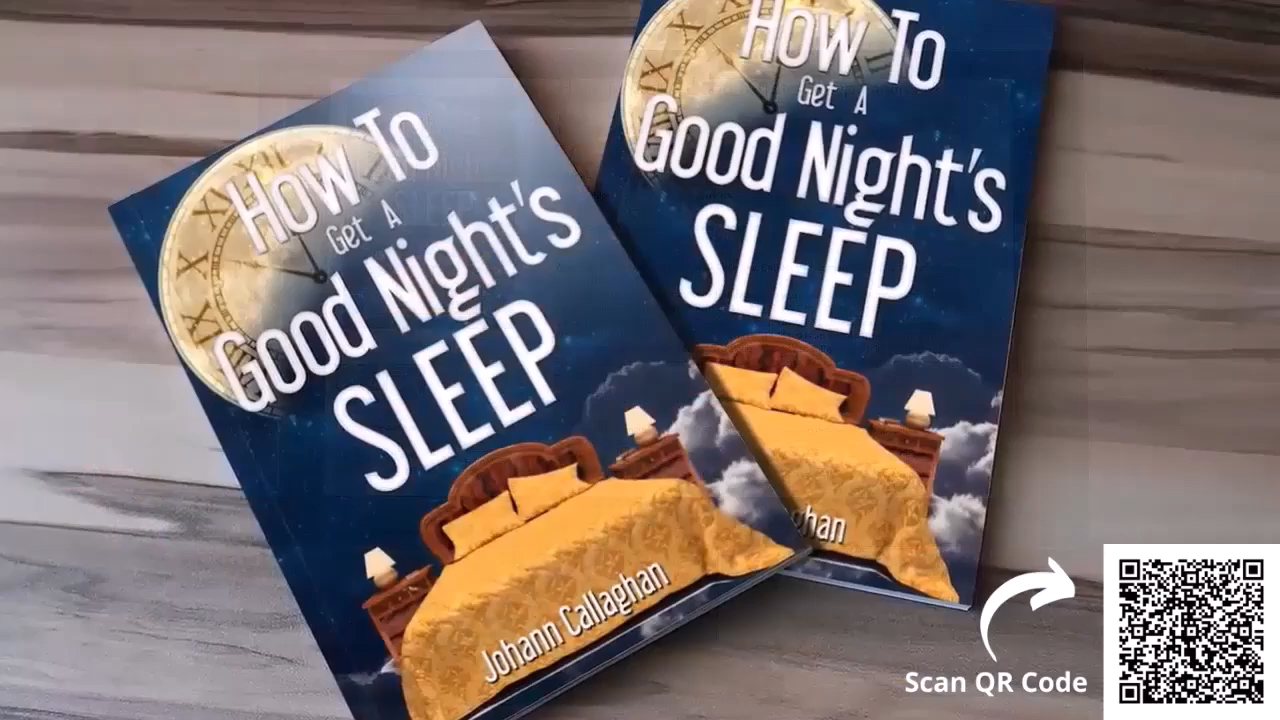 How To
Get A
Good Night's
SLEEP
Johann Callaghan
How To
Get A
Good Night's
SLEEP
ghan
Scan QR Code